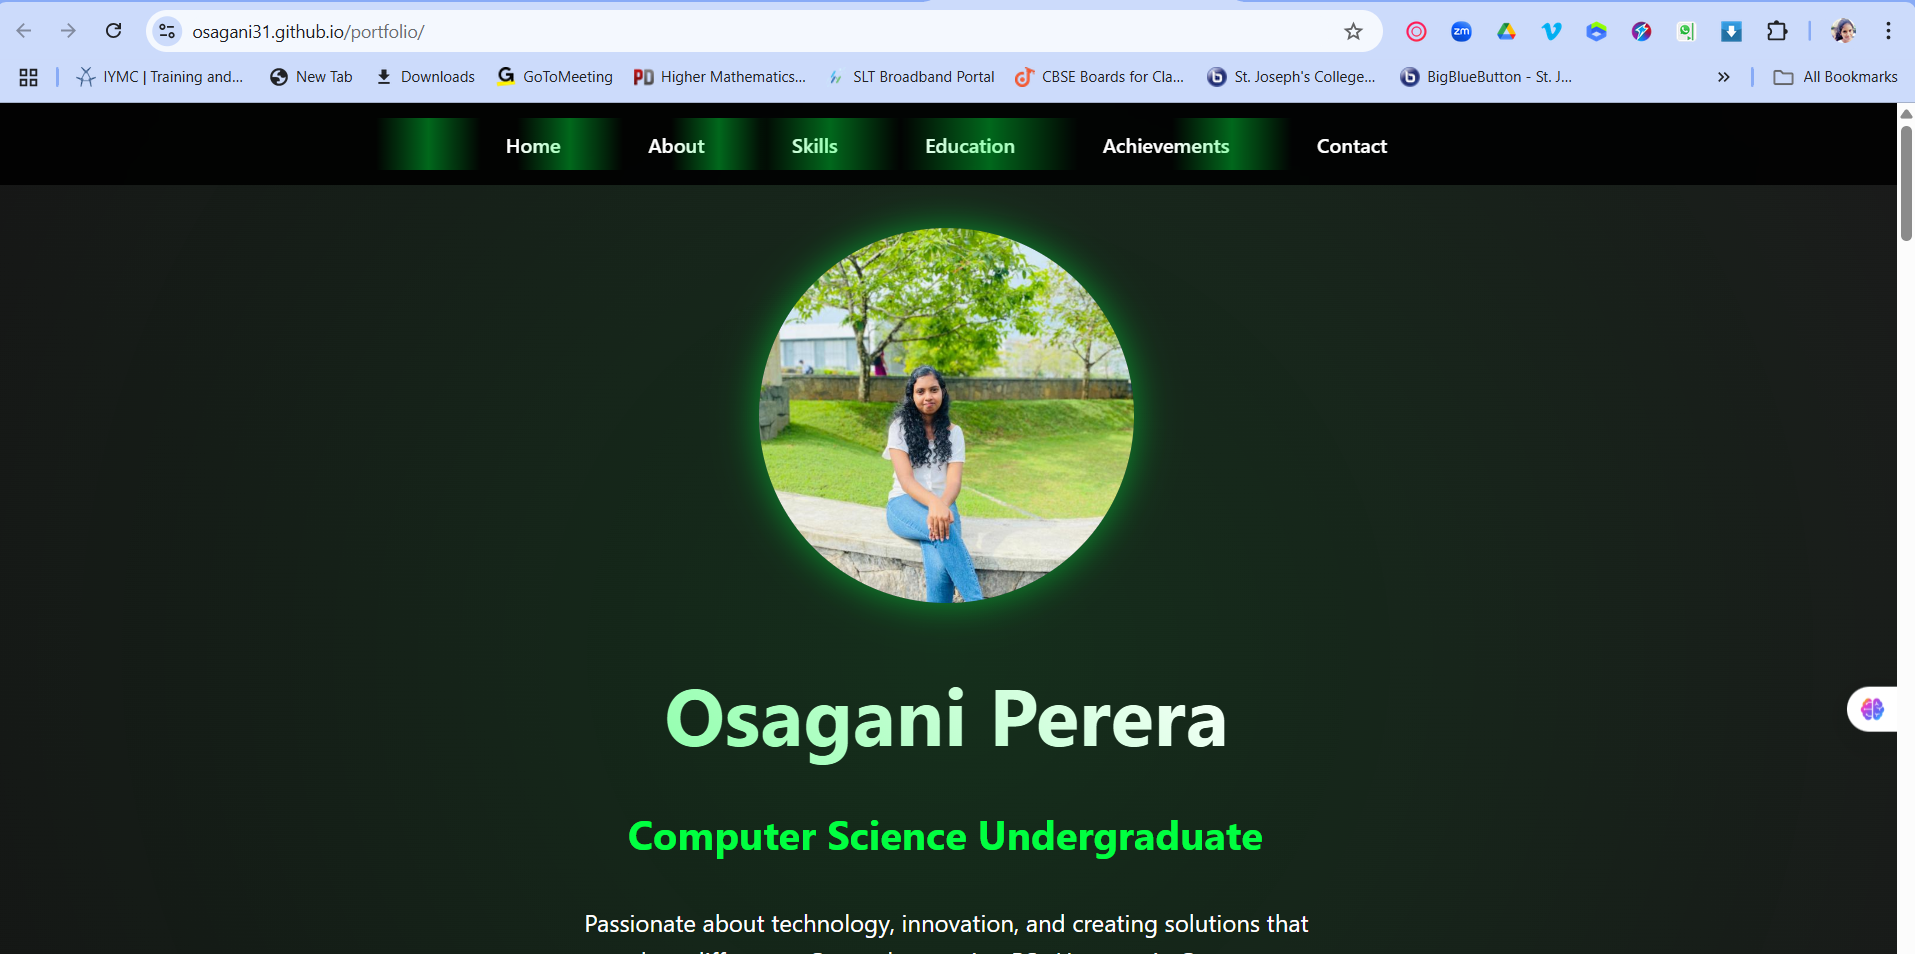 osagani31.github.io/portfolio/
zm
IYMC | Training and...
New Tab
Downloads
G GoToMeeting
PD Higher Mathematics...
SLT Broadband Portal
CBSE Boards for Cla...
b St. Joseph's College...
b BigBlueButton - St. J...
»
All Bookmarks
Home
About
Skills
Education
Achievements
Contact
Osagani Perera
Computer Science Undergraduate
Passionate about technology, innovation, and creating solutions that